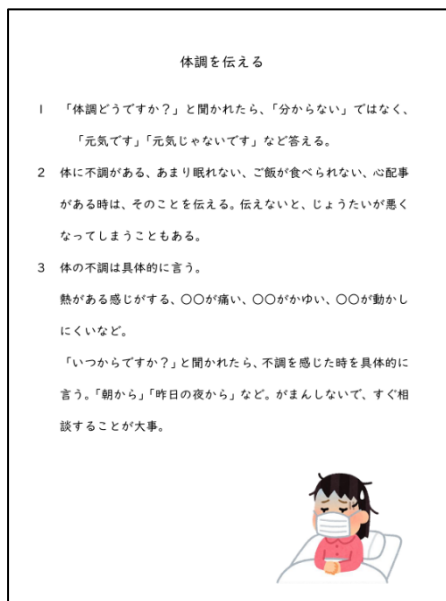 体調を伝える
1 「体調どうですか？」と聞かれたら、「分からない」ではなく、
「元気です」「元気じゃないです」など答える。
2 体に不調がある、あまり眠れない、ご飯が食べられない、心配事
がある時は、そのことを伝える。伝えないと、じょうたいが悪く
なってしまうこともある。
3 体の不調は具体的に言う。
熱がある感じがする、〇〇が痛い、〇〇がかゆい、〇〇が動かし
にくいなど。
「いつからですか？」と聞かれたら、不調を感じた時を具体的に
言う。「朝から」「昨日の夜から」など。がまんしないで、すぐ相
談することが大事。